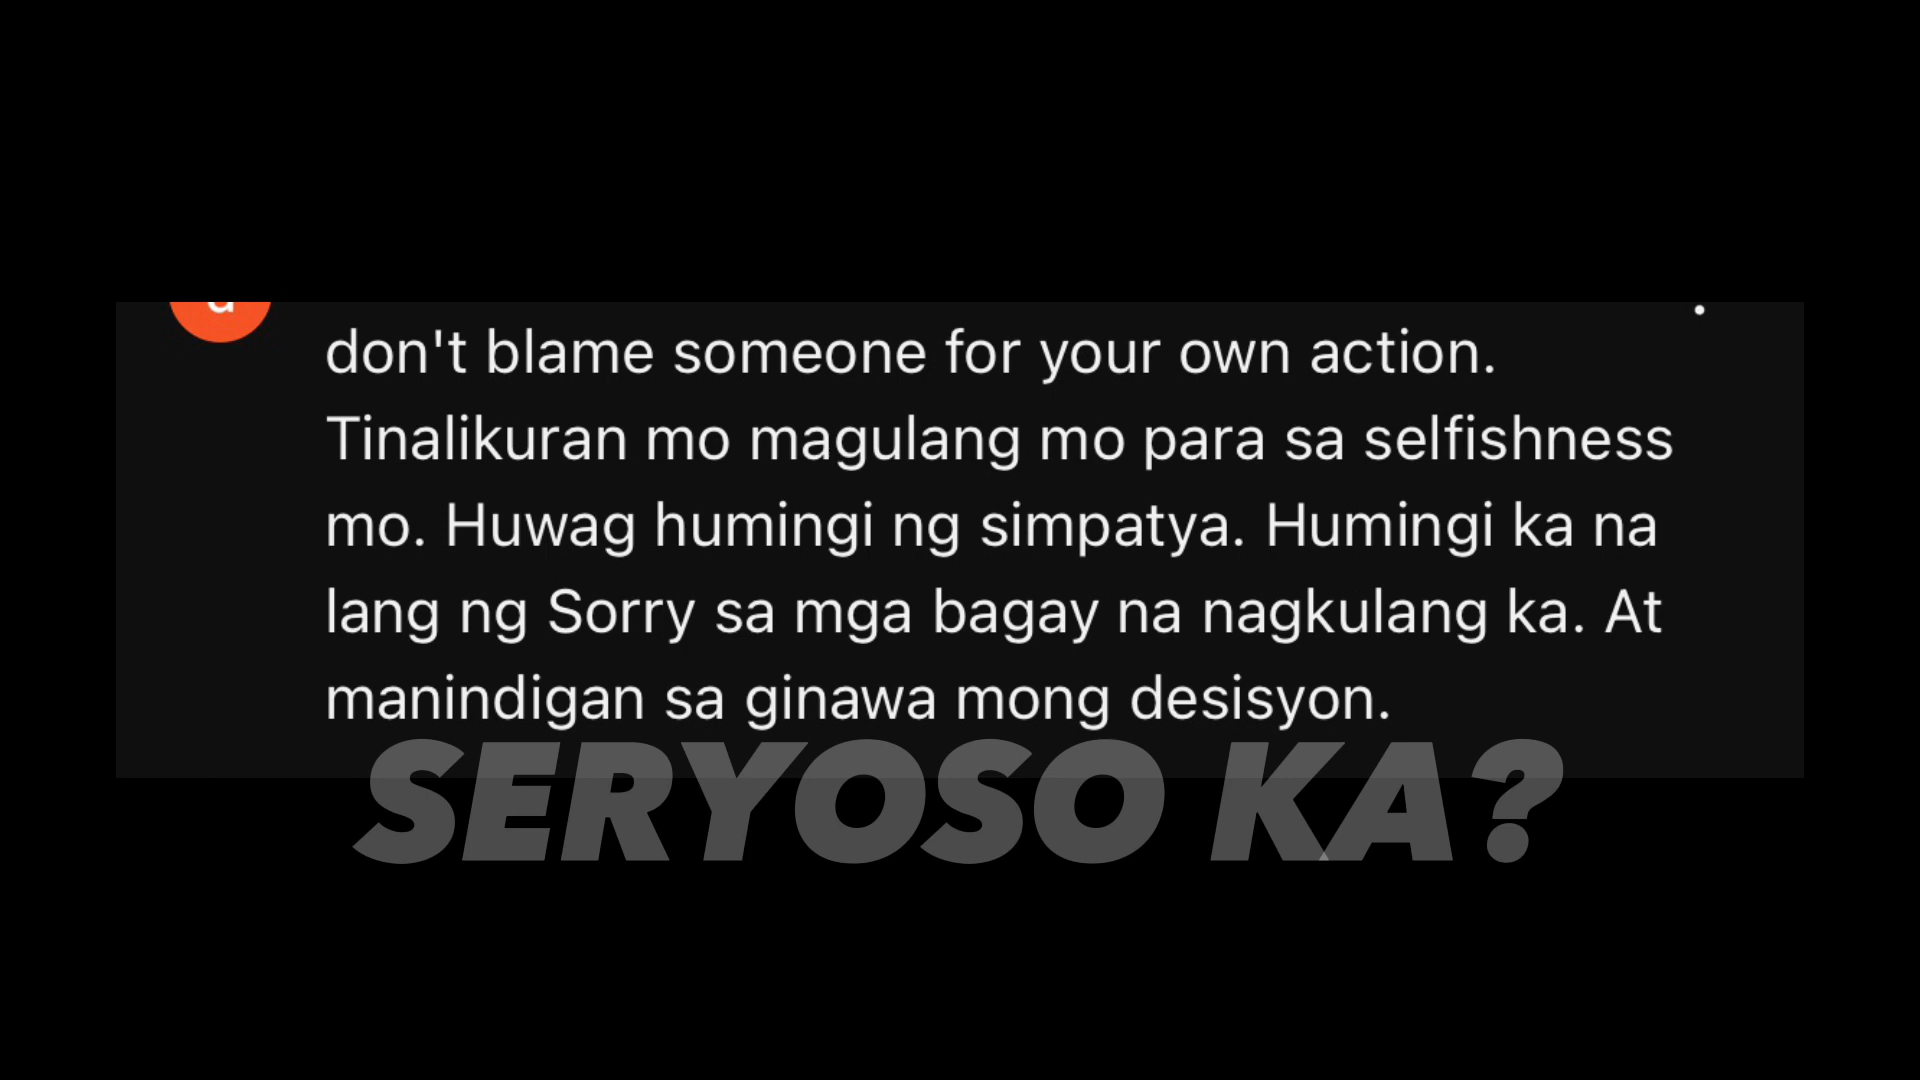 don't blame someone for your own action.
Tinalikuran mo magulang mo para sa selfishness
mo. Huwag humingi ng simpatya. Humingi ka na
lang ng Sorry sa mga bagay na nagkulang ka. At
manindigan sa ginawa mong desisyon.
SERYOSO KA?